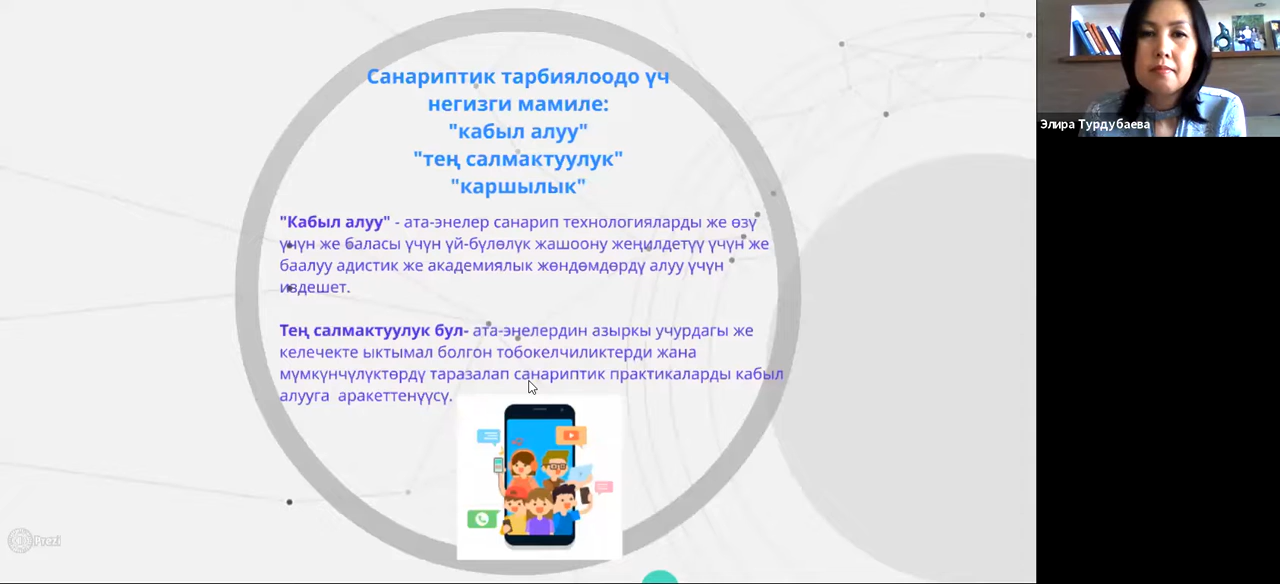 Санариптик тарбиялоодо үч
негизги мамиле:
"кабыл алуу"
"тең салмактуулук"
"каршылык"
"Кабыл алуу" - ата-энелер санарип технологияларды же өзү
үчүн же баласы үчүн үй-бүлөлүк жашоону жеңилдетүү үчүн же
баалуу адистик же академиялык жөндөмдөрдү алуу үчүн
издешет.
Тең салмактуулук бул- ата-энелердин азыркы учурдагы же
келечекте ыктымал болгон тобокелчиликтерди жана
мүмкүнчүлүктөрдү таразалап санариптик практикаларды кабыл
алууга аракеттенүүсү.
Элира Турдубаева
Prezi